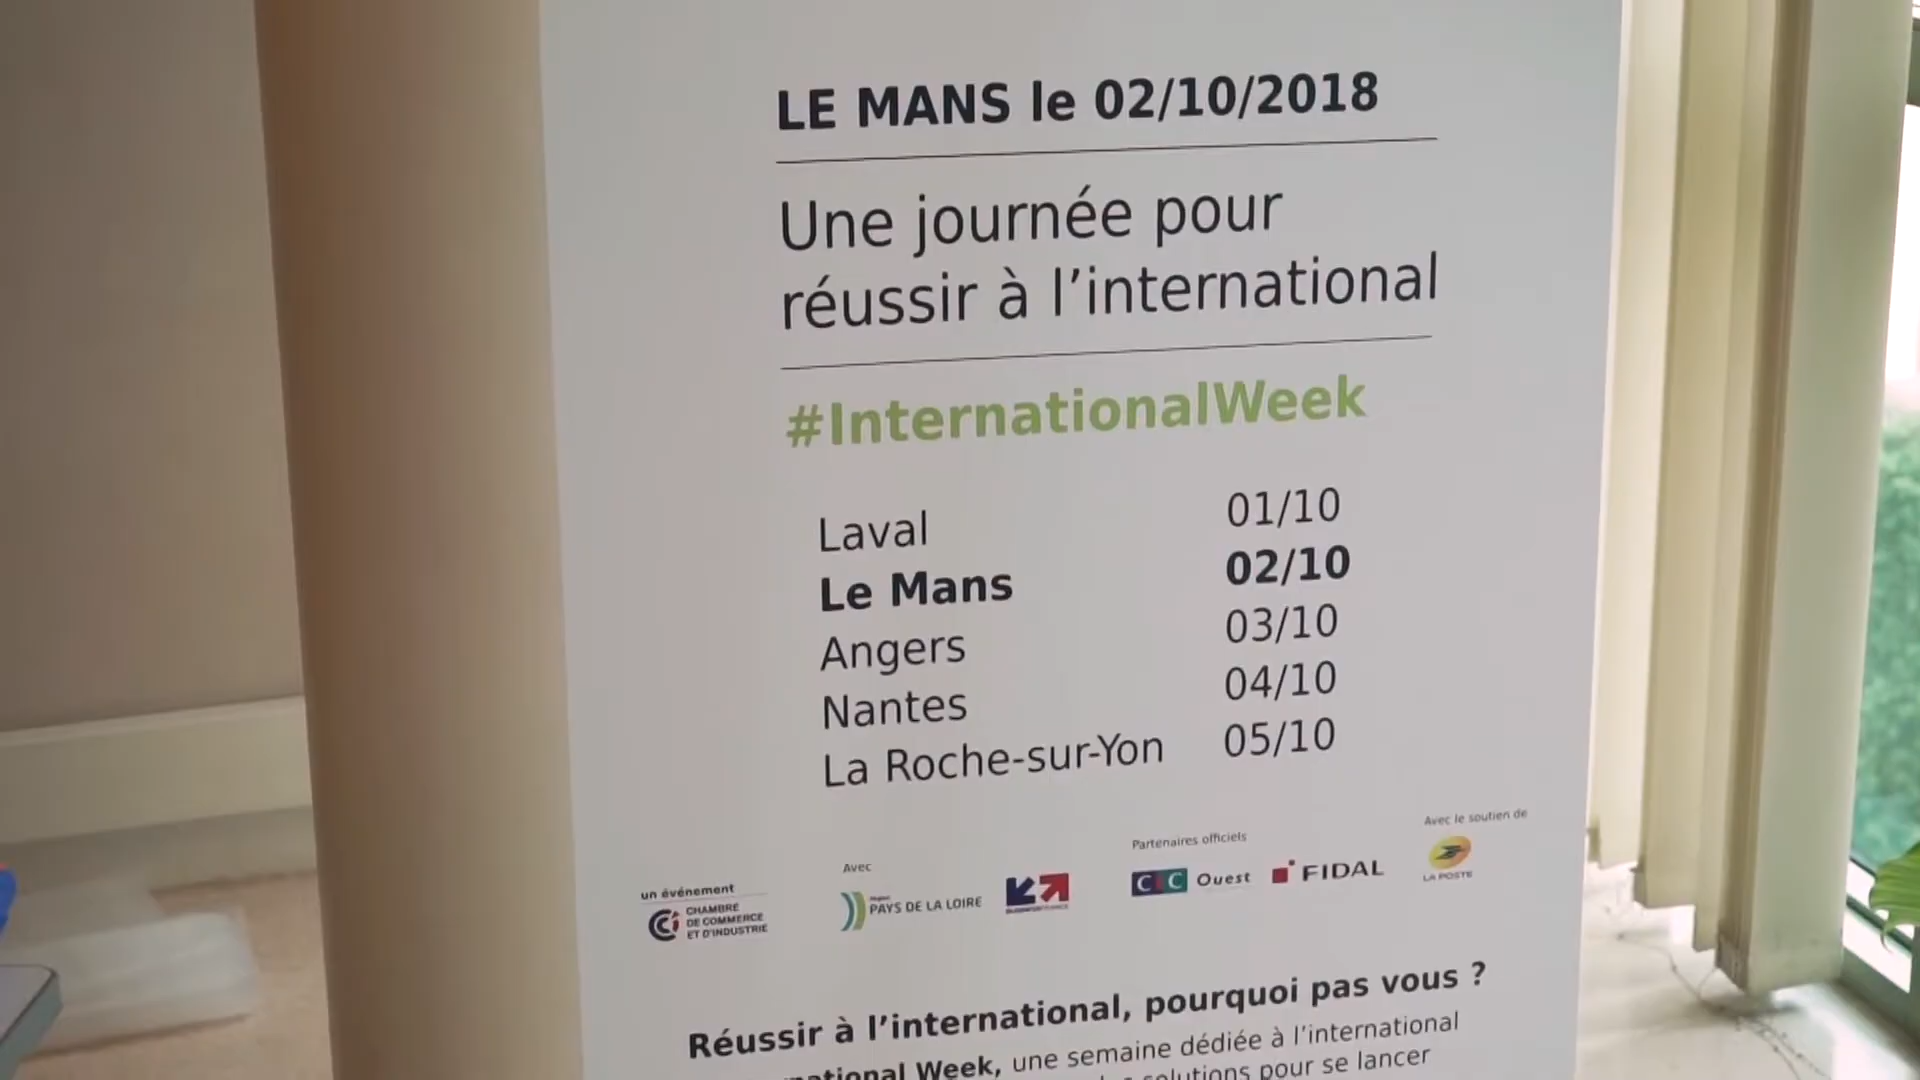 LE MANS le 02/10/2018
Une journée pour
réussir à l'international
#InternationalWeek
Laval 01/10
Le Mans 02/10
Angers 03/10
Nantes 04/10
La Roche-sur-Yon 05/10
un événement
CCI CHAMBRE
DE COMMERCE
ET D'INDUSTRIE
Avec
PAYS DE LA LOIRE
Partenaires officiels
CIC Ouest
FIDAL
Avec le soutien de
LA POSTE
Réussir à l'international, pourquoi pas vous ?
Week, une semaine dédiée à l'international
solutions pour se lancer